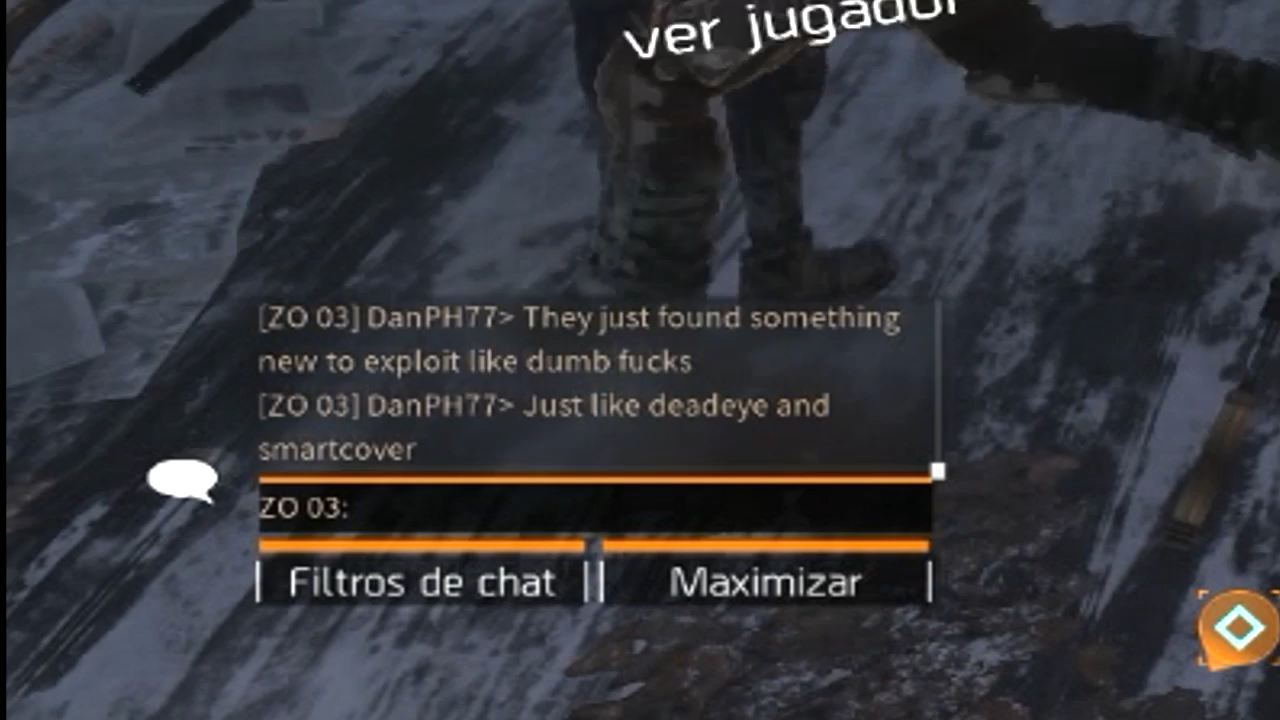 ver jugador
[ZO 03] DanPH77> They just found something
new to exploit like dumb fucks
[ZO 03] DanPH77> Just like deadeye and
smartcover
ZO 03:
Filtros de chat
Maximizar